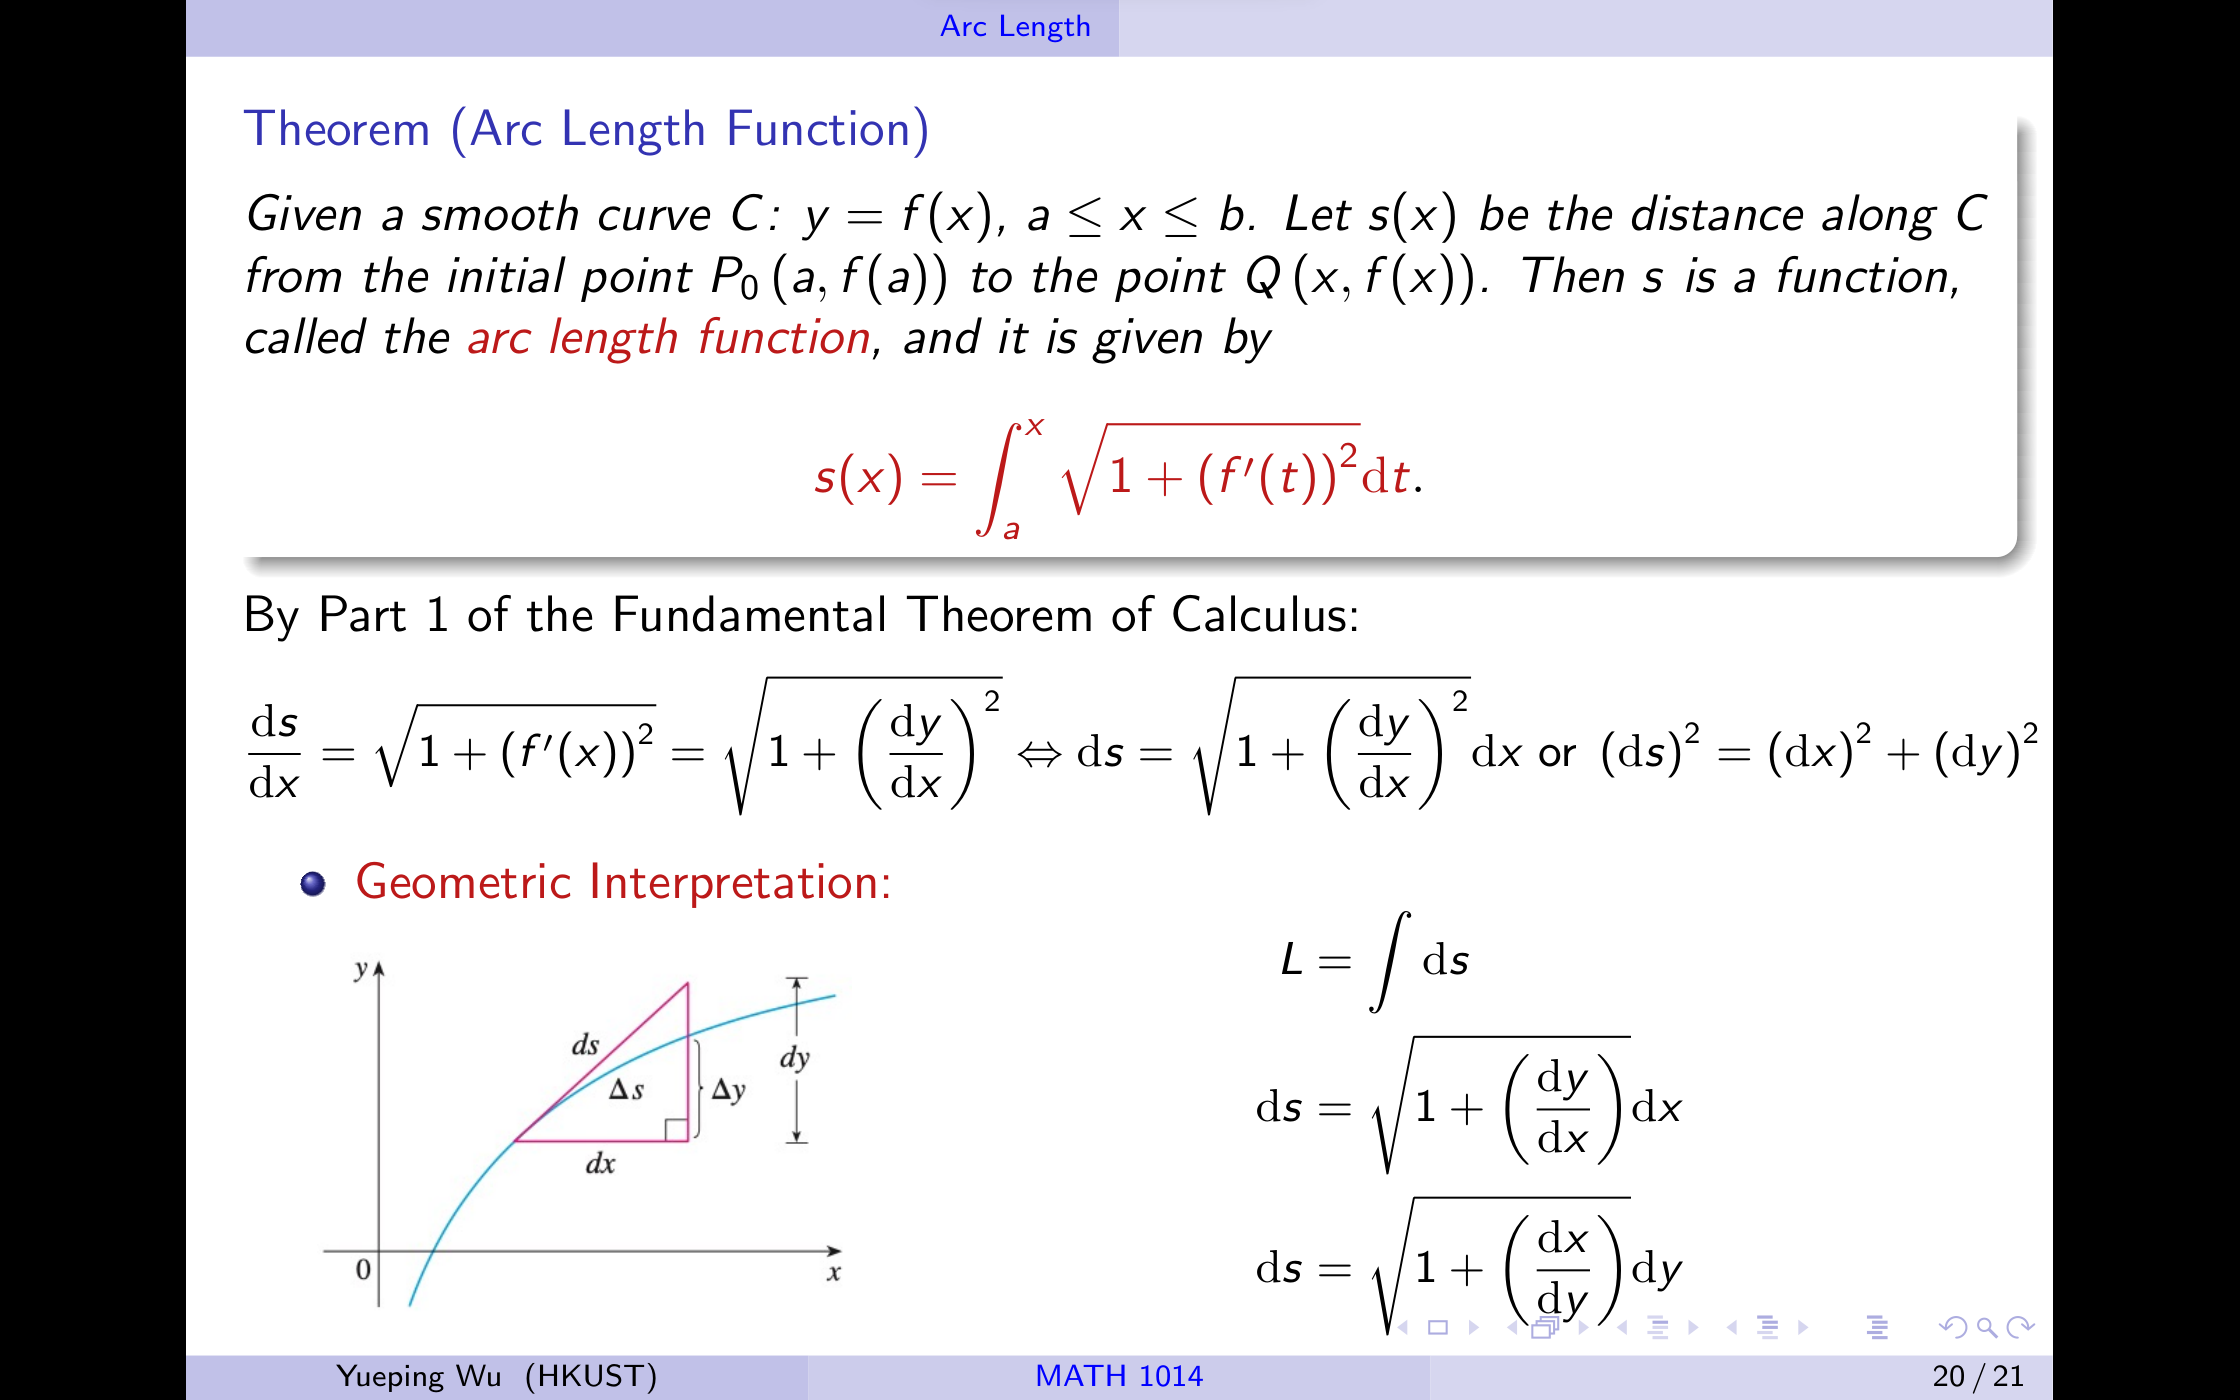 Arc Length
Theorem (Arc Length Function)
Given a smooth curve C: y = f(x), a ≤ x ≤ b. Let s(x) be the distance along C
from the initial point P₀ (a, f(a)) to the point Q (x, f(x)). Then s is a function,
called the arc length function, and it is given by
s(x) = ∫ₐˣ √(1 + (f′(t))²) dt.
By Part 1 of the Fundamental Theorem of Calculus:
ds/dx = √(1 + (f′(x))²) = √(1 + (dy/dx)²) ⇔ ds = √(1 + (dy/dx)²) dx or (ds)² = (dx)² + (dy)²
Geometric Interpretation:
y
ds
Δs
Δy
dy
dx
0
x
L = ∫ ds
ds = √(1 + (dy/dx)) dx
ds = √(1 + (dx/dy)) dy
Yueping Wu (HKUST)
MATH 1014
20 / 21